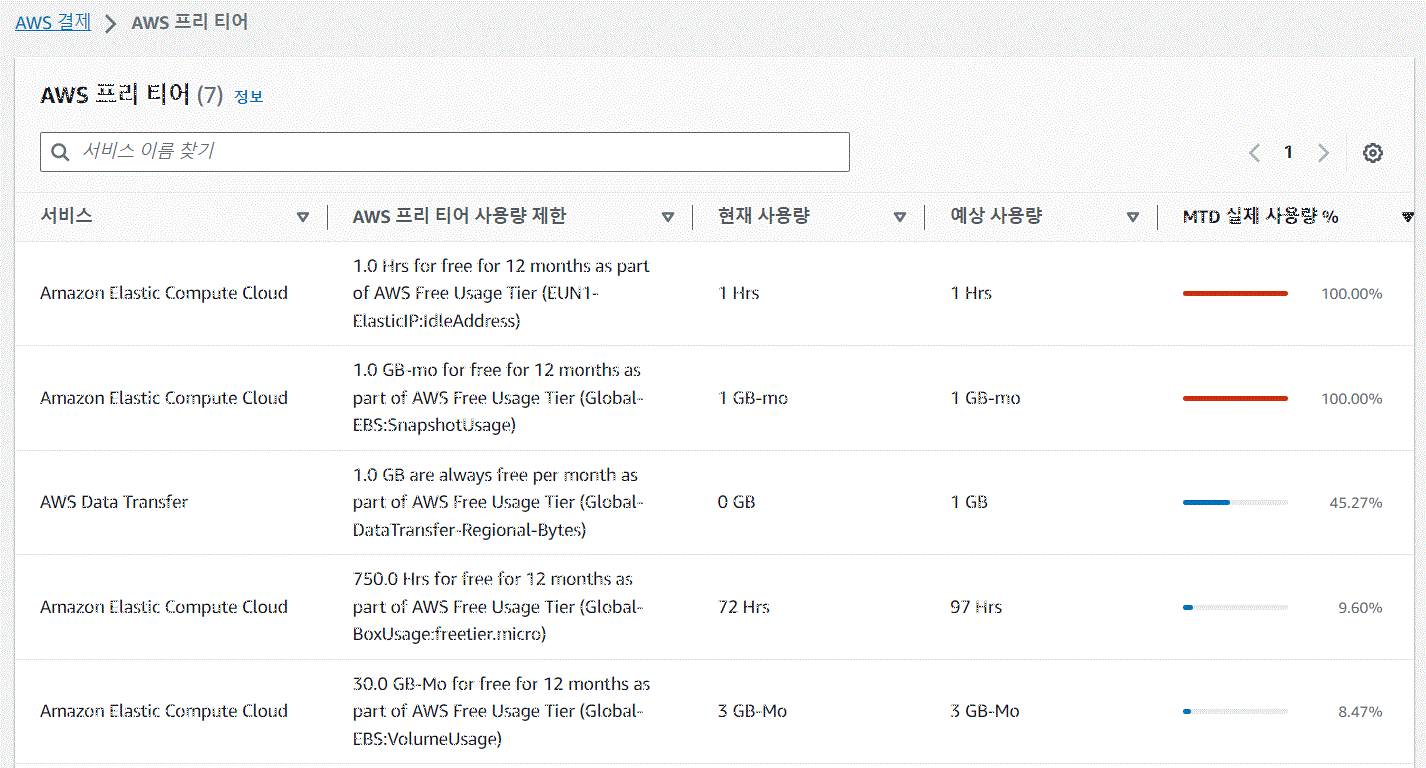 AWS 결제 > AWS 프리 티어
AWS 프리 티어 (7) 정보
서비스 이름 찾기
1
서비스 AWS 프리 티어 사용량 제한 현재 사용량 예상 사용량 MTD 실제 사용량 %
Amazon Elastic Compute Cloud
1.0 Hrs for free for 12 months as part
of AWS Free Usage Tier (EUN1-
ElasticIP:IdleAddress)
1 Hrs
1 Hrs
100.00%
Amazon Elastic Compute Cloud
1.0 GB-mo for free for 12 months as
part of AWS Free Usage Tier (Global-
EBS:SnapshotUsage)
1 GB-mo
1 GB-mo
100.00%
AWS Data Transfer
1.0 GB are always free per month as
part of AWS Free Usage Tier (Global-
DataTransfer-Regional-Bytes)
0 GB
1 GB
45.27%
Amazon Elastic Compute Cloud
750.0 Hrs for free for 12 months as
part of AWS Free Usage Tier (Global-
BoxUsage:freetier.micro)
72 Hrs
97 Hrs
9.60%
Amazon Elastic Compute Cloud
30.0 GB-Mo for free for 12 months as
part of AWS Free Usage Tier (Global-
EBS:VolumeUsage)
3 GB-Mo
3 GB-Mo
8.47%